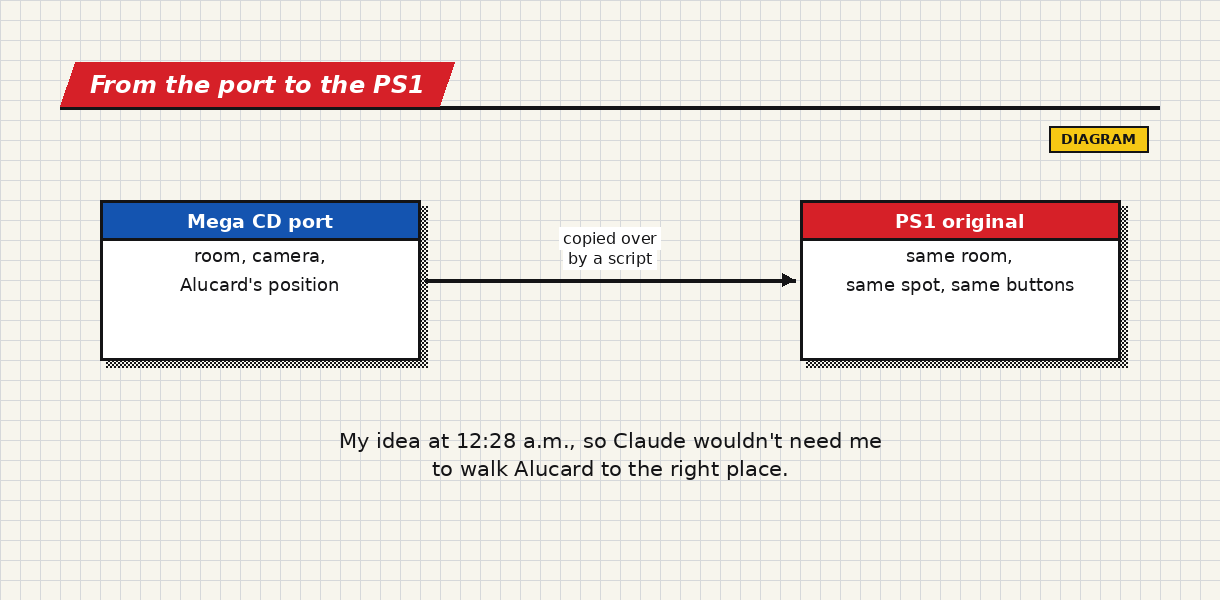 From the port to the PS1
DIAGRAM
Mega CD port
room, camera,
Alucard's position
copied over
by a script
PS1 original
same room,
same spot, same buttons
My idea at 12:28 a.m., so Claude wouldn't need me
to walk Alucard to the right place.